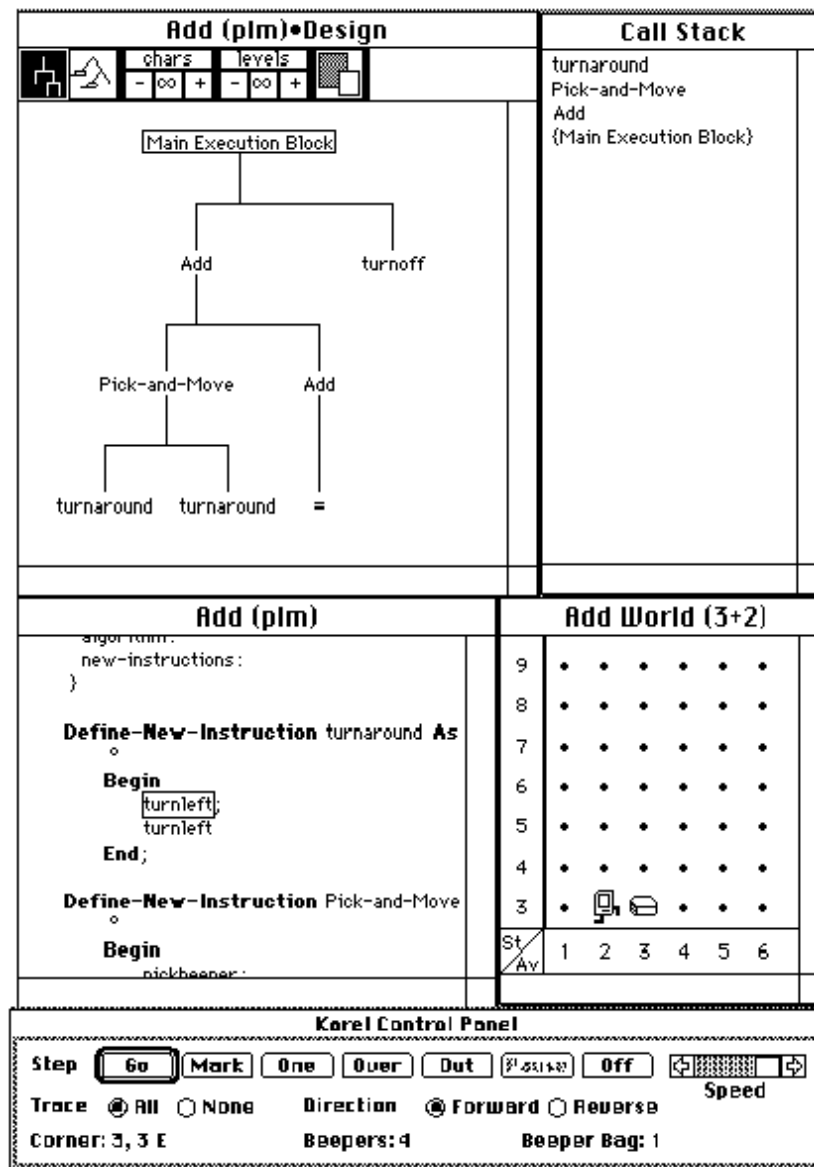 Add (plm)•Design
chars levels
- ∞ + - ∞ +
Main Execution Block
Add turnoff
Pick-and-Move Add
turnaround turnaround =
Call Stack
turnaround
Pick-and-Move
Add
{Main Execution Block}
Add (plm)
algorithm:
new-instructions:
}
Define-New-Instruction turnaround As
Begin
turnleft;
turnleft
End;
Define-New-Instruction Pick-and-Move
Begin
pickbeeper;
Add World (3+2)
9
8
7
6
5
4
3
St Av 1 2 3 4 5 6
Karel Control Panel
Step Go Mark One Over Out Pause Off
Speed
Trace All None Direction Forward Reverse
Corner: 3, 3 E Beepers: 4 Beeper Bag: 1